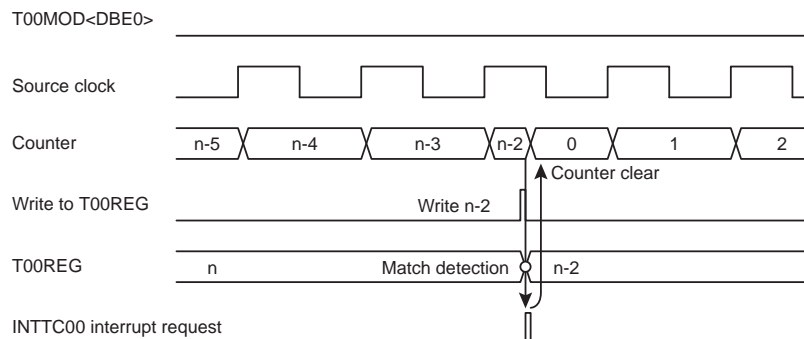 T00MOD<DBE0>
Source clock
Counter n-5 n-4 n-3 n-2 0 1 2
Counter clear
Write to T00REG Write n-2
T00REG n Match detection n-2
INTTC00 interrupt request